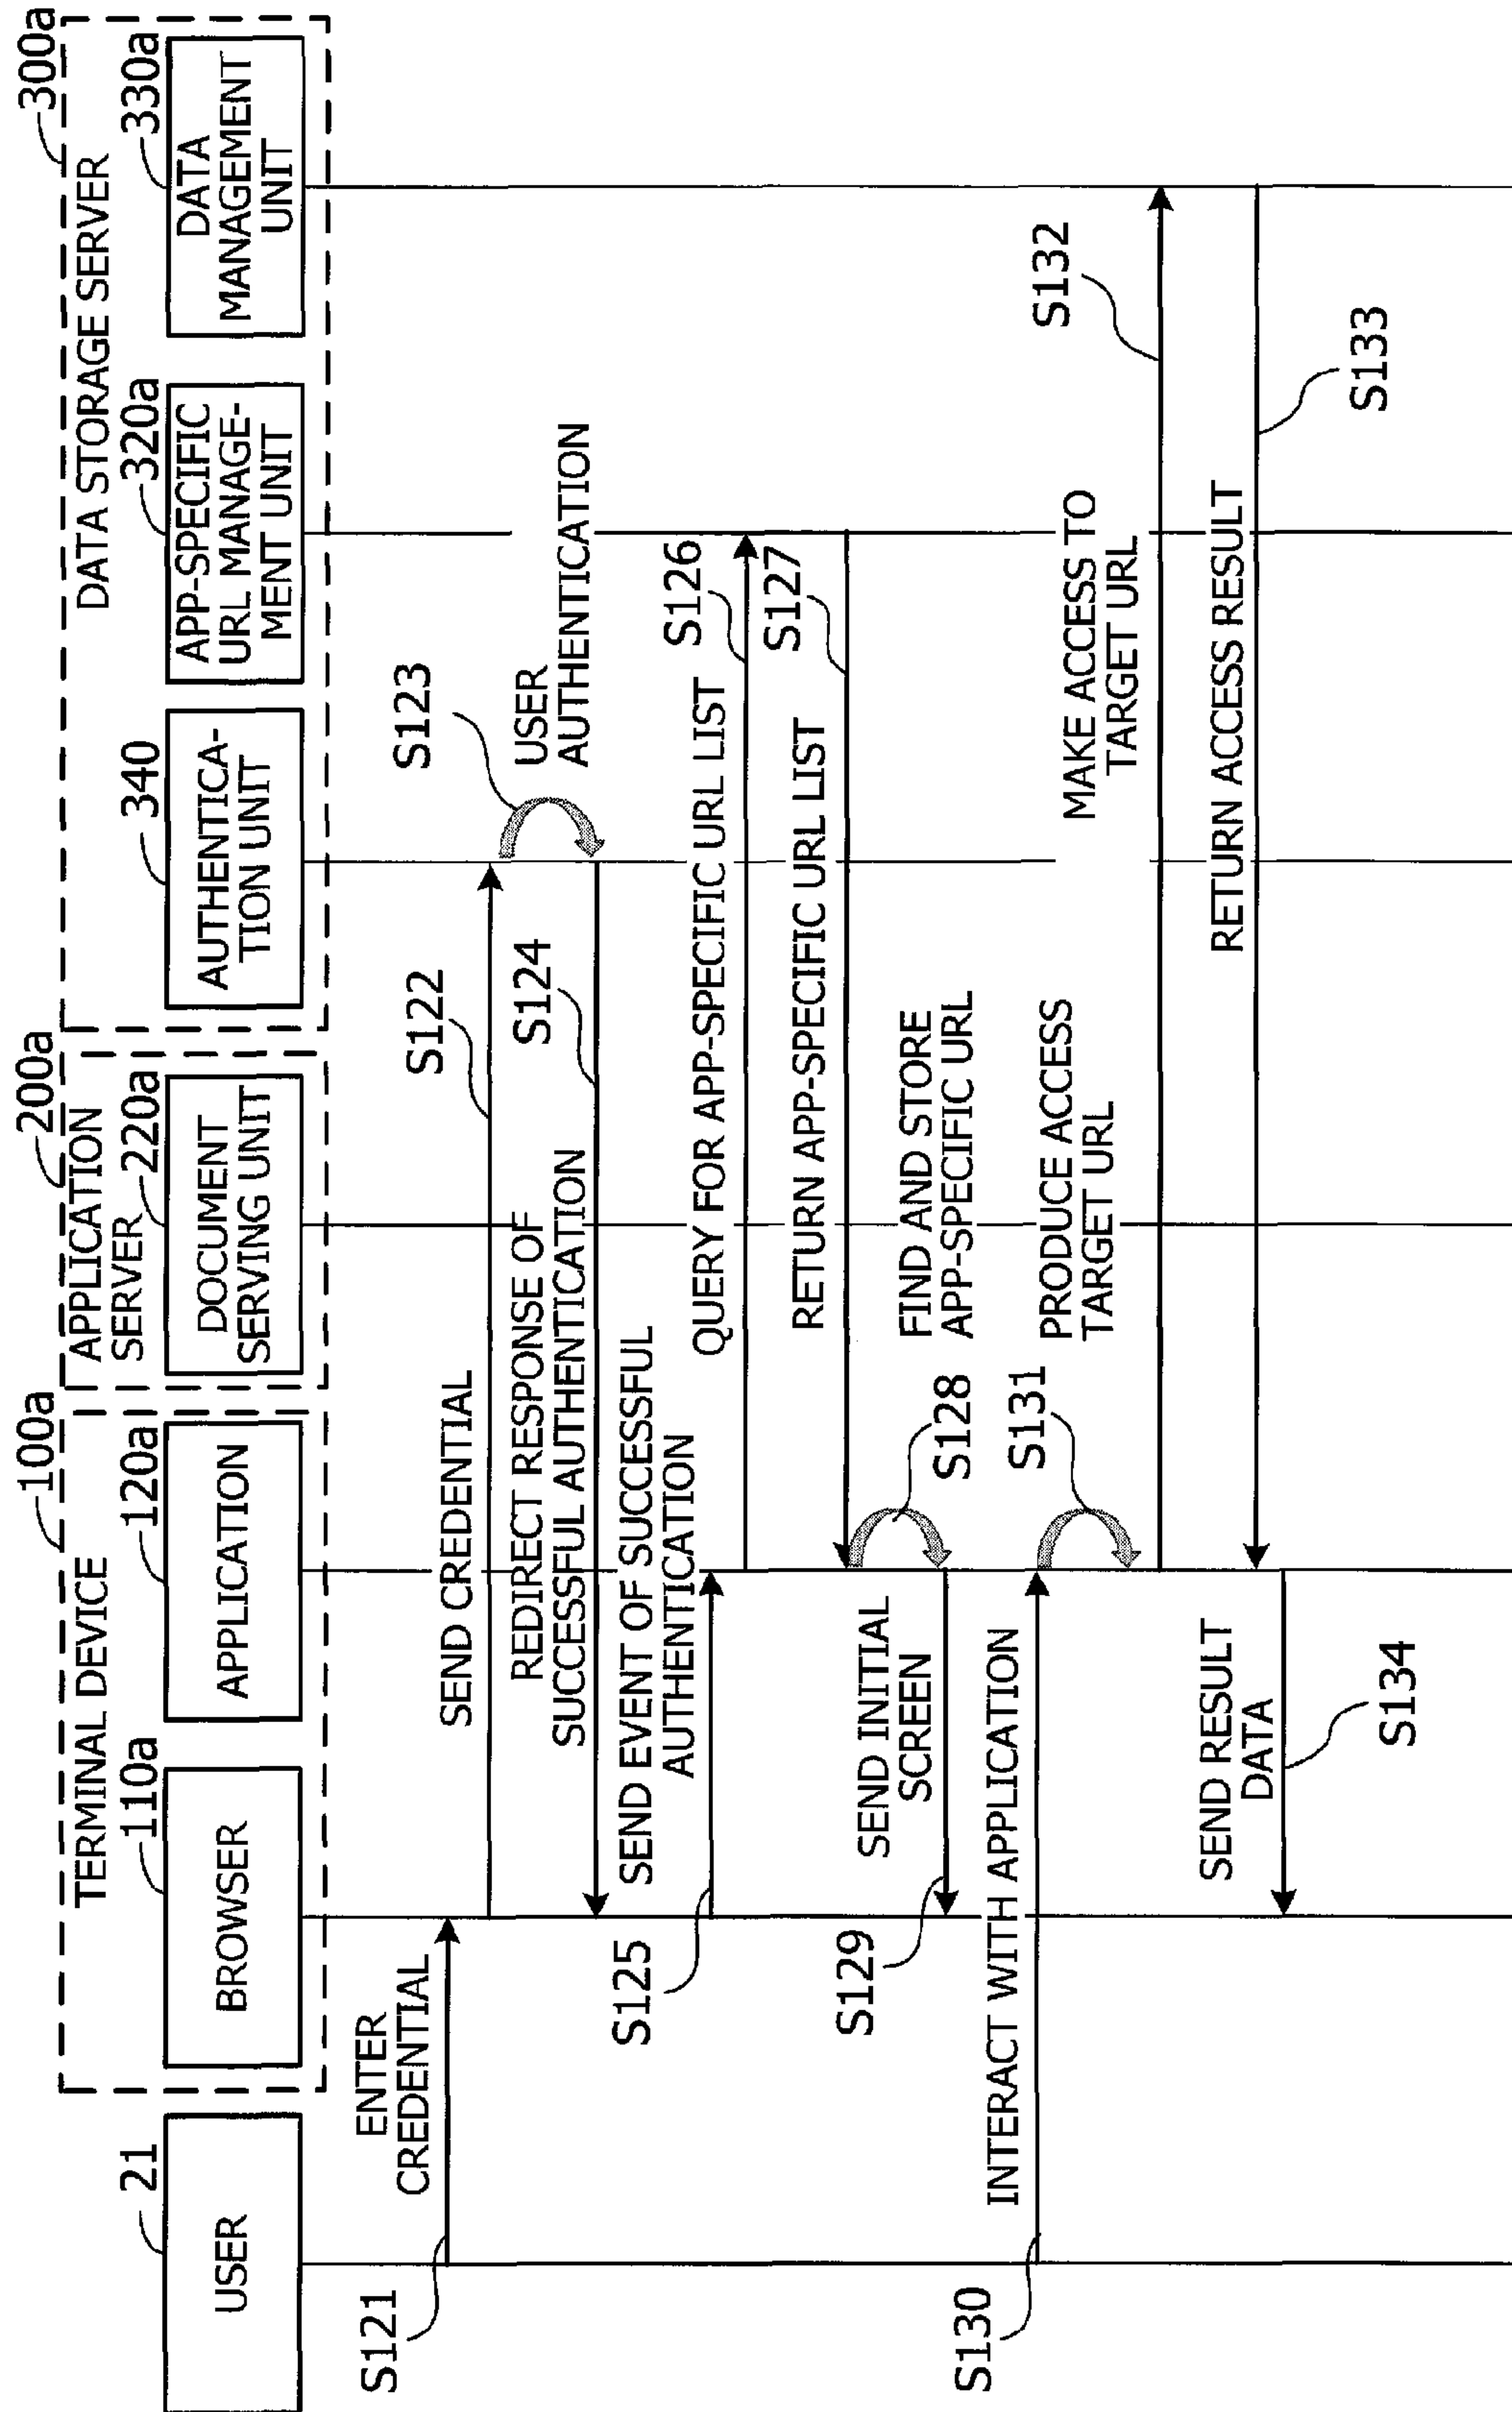 100a
200a
300a
TERMINAL DEVICE
APPLICATION
SERVER
DATA STORAGE SERVER
21
110a
120a
220a
340
320a
330a
USER
BROWSER
APPLICATION
DOCUMENT
SERVING UNIT
AUTHENTICA-
TION UNIT
APP-SPECIFIC
URL MANAGE-
MENT UNIT
DATA
MANAGEMENT
UNIT
S121
ENTER
CREDENTIAL
SEND CREDENTIAL
S122
S123
USER
AUTHENTICATION
REDIRECT RESPONSE OF
SUCCESSFUL AUTHENTICATION
S124
S125
SEND EVENT OF SUCCESSFUL
AUTHENTICATION
QUERY FOR APP-SPECIFIC URL LIST
S126
RETURN APP-SPECIFIC URL LIST
S127
S128
FIND AND STORE
APP-SPECIFIC URL
S129
SEND INITIAL
SCREEN
S130
INTERACT WITH APPLICATION
S131
PRODUCE ACCESS
TARGET URL
MAKE ACCESS TO
TARGET URL
S132
RETURN ACCESS RESULT
S133
SEND RESULT
DATA
S134